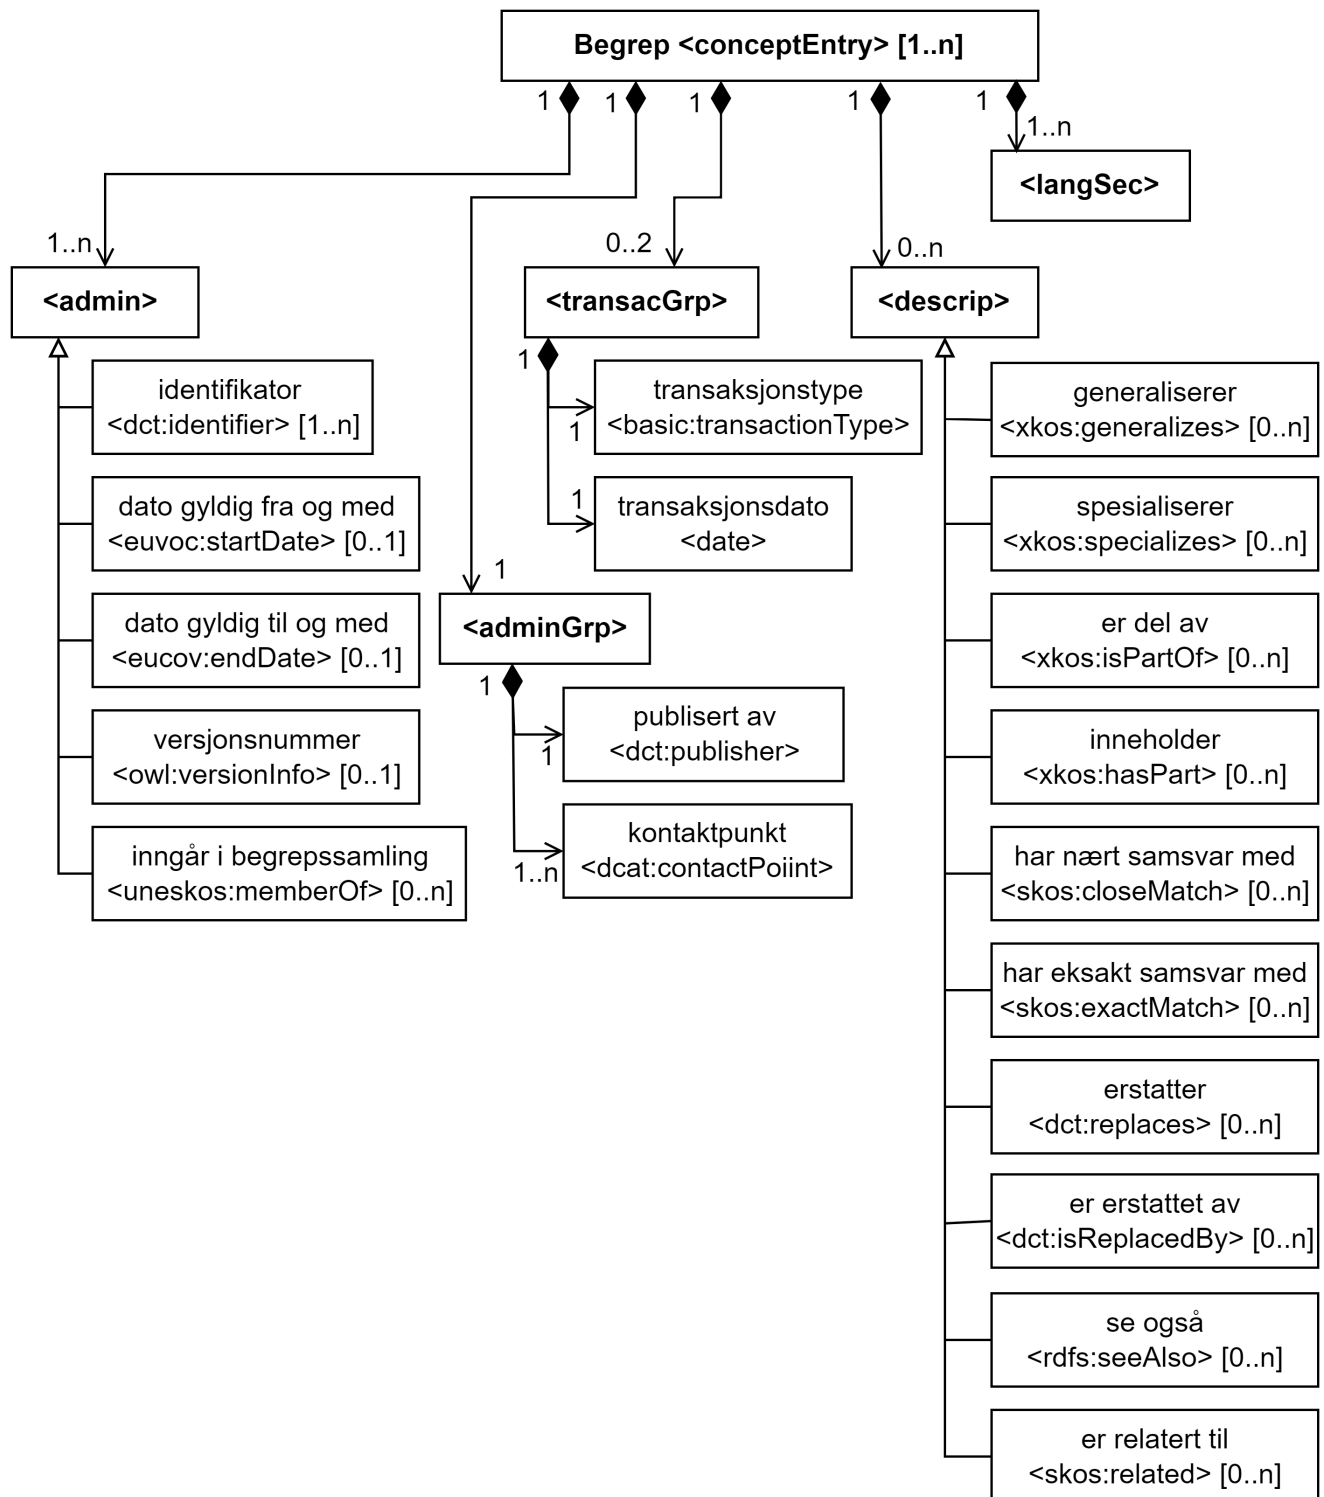 Begrep <conceptEntry> [1..n]
1
1
1
1
1
1..n
<langSec>
1..n
0..2
0..n
<admin>
<transacGrp>
<descrip>
identifikator
<dct:identifier> [1..n]
dato gyldig fra og med
<euvoc:startDate> [0..1]
dato gyldig til og med
<eucov:endDate> [0..1]
versjonsnummer
<owl:versionInfo> [0..1]
inngår i begrepssamling
<uneskos:memberOf> [0..n]
1
transaksjonstype
<basic:transactionType>
1
1
transaksjonsdato
<date>
1
<adminGrp>
1
publisert av
<dct:publisher>
1
kontaktpunkt
<dcat:contactPoiint>
1..n
generaliserer
<xkos:generalizes> [0..n]
spesialiserer
<xkos:specializes> [0..n]
er del av
<xkos:isPartOf> [0..n]
inneholder
<xkos:hasPart> [0..n]
har nært samsvar med
<skos:closeMatch> [0..n]
har eksakt samsvar med
<skos:exactMatch> [0..n]
erstatter
<dct:replaces> [0..n]
er erstattet av
<dct:isReplacedBy> [0..n]
se også
<rdfs:seeAlso> [0..n]
er relatert til
<skos:related> [0..n]